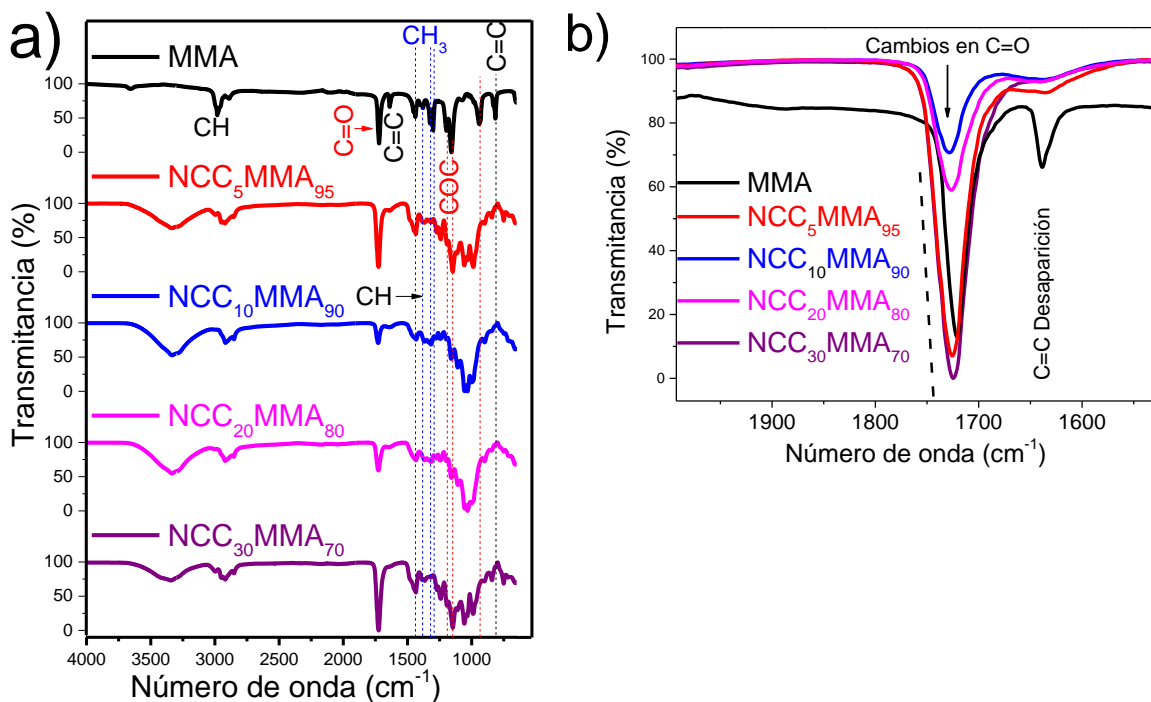 a)
MMA
CH₃
C=C
100
50
0
CH
C=O
C=C
NCC₅MMA₉₅
COC
100
50
0
NCC₁₀MMA₉₀
CH
100
50
0
NCC₂₀MMA₈₀
100
50
0
NCC₃₀MMA₇₀
100
50
0
4000 3500 3000 2500 2000 1500 1000
Número de onda (cm⁻¹)
Transmitancia (%)
b)
Cambios en C=O
100
80
60
40
20
0
MMA
NCC₅MMA₉₅
NCC₁₀MMA₉₀
NCC₂₀MMA₈₀
NCC₃₀MMA₇₀
C=C Desaparición
1900 1800 1700 1600
Número de onda (cm⁻¹)
Transmitancia (%)